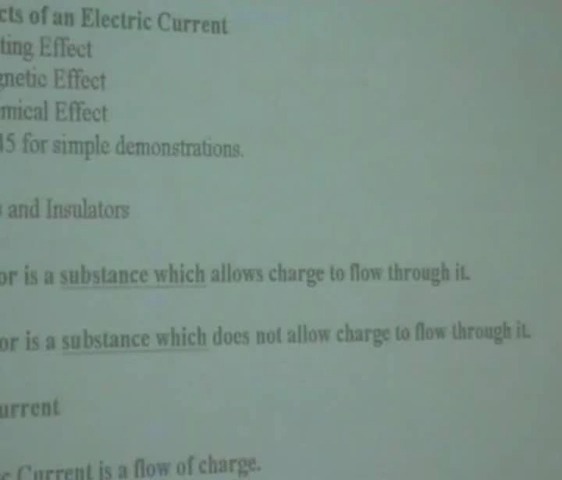 cts of an Electric Current
ting Effect
gnetic Effect
mical Effect
15 for simple demonstrations.
and Insulators
or is a substance which allows charge to flow through it.
or is a substance which does not allow charge to flow through it.
urrent
c Current is a flow of charge.